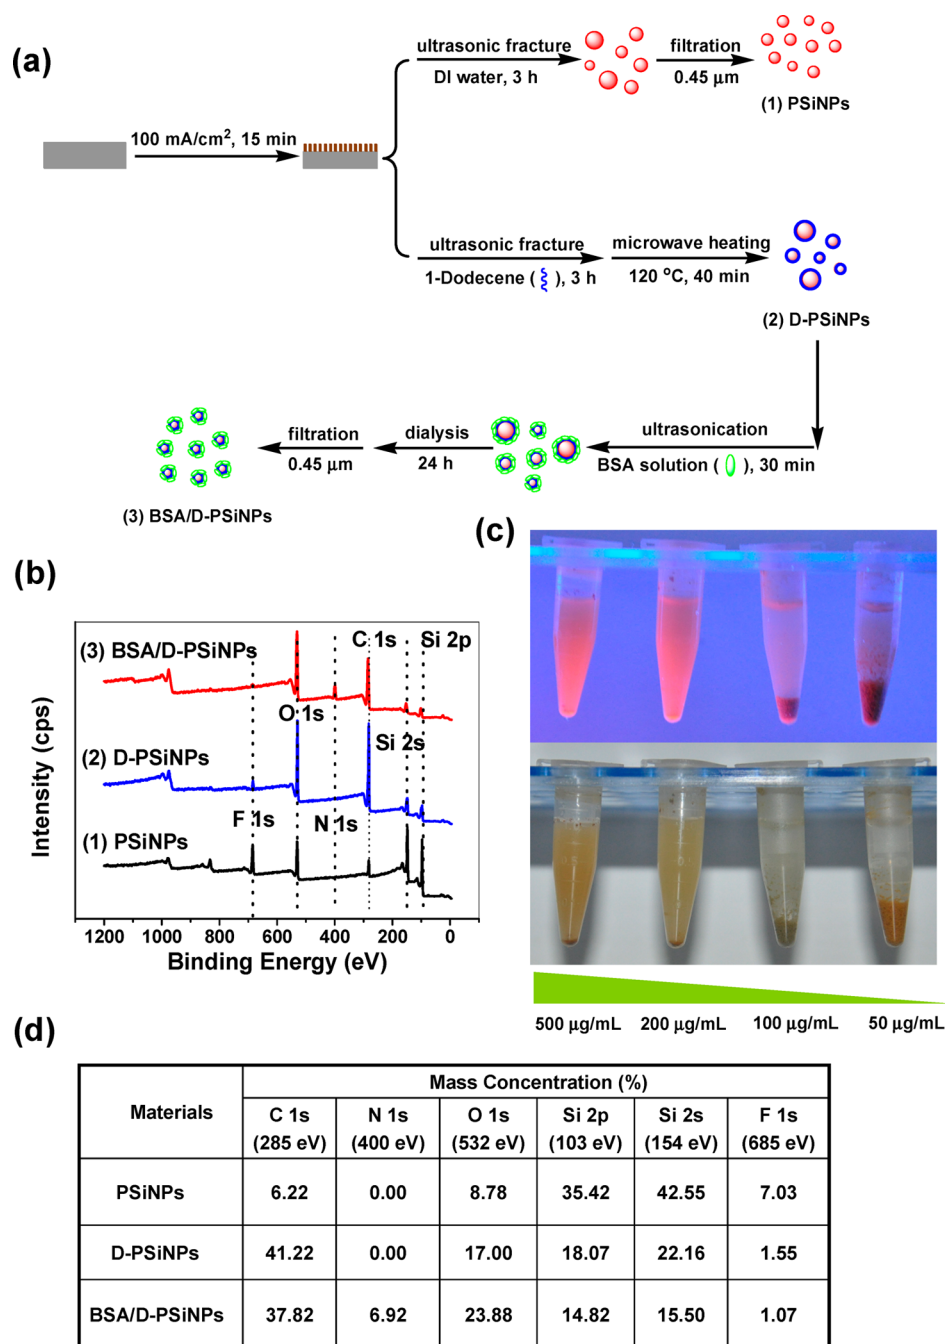 (a)
ultrasonic fracture
DI water, 3 h
filtration
0.45 μm
(1) PSiNPs
100 mA/cm², 15 min
ultrasonic fracture
1-Dodecene ( ), 3 h
microwave heating
120 °C, 40 min
(2) D-PSiNPs
ultrasonication
BSA solution ( ), 30 min
dialysis
24 h
filtration
0.45 μm
(3) BSA/D-PSiNPs
(b)
Intensity (cps)
(3) BSA/D-PSiNPs
C 1s
Si 2p
O 1s
Si 2s
(2) D-PSiNPs
F 1s
N 1s
(1) PSiNPs
1200 1000 800 600 400 200 0
Binding Energy (eV)
(c)
500 μg/mL 200 μg/mL 100 μg/mL 50 μg/mL
(d)
Materials
Mass Concentration (%)
C 1s N 1s O 1s Si 2p Si 2s F 1s
(285 eV) (400 eV) (532 eV) (103 eV) (154 eV) (685 eV)
PSiNPs 6.22 0.00 8.78 35.42 42.55 7.03
D-PSiNPs 41.22 0.00 17.00 18.07 22.16 1.55
BSA/D-PSiNPs 37.82 6.92 23.88 14.82 15.50 1.07